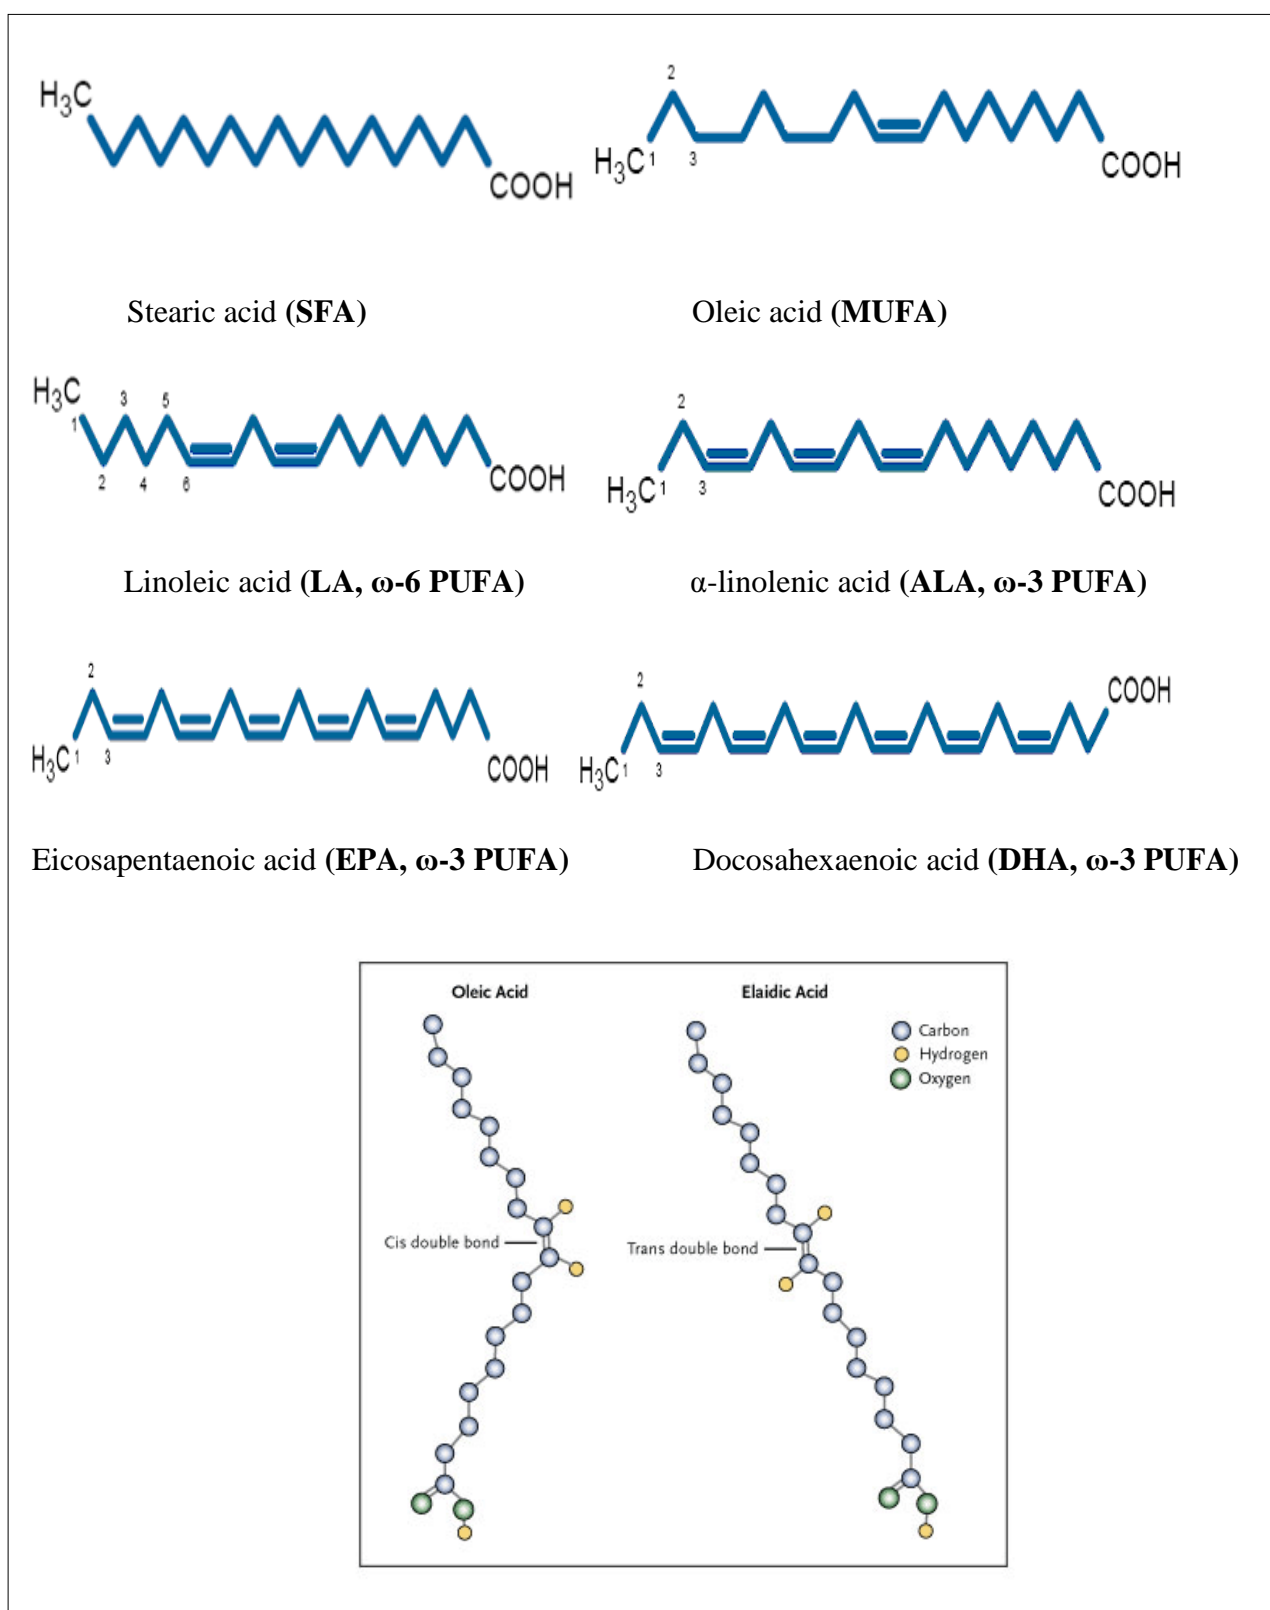 H₃C
COOH
2
H₃C 1 3
COOH
Stearic acid (SFA)
Oleic acid (MUFA)
H₃C
3 5
1
2 4 6
COOH
2
H₃C 1 3
COOH
Linoleic acid (LA, ω-6 PUFA)
α-linolenic acid (ALA, ω-3 PUFA)
2
H₃C 1 3
COOH
2
COOH
H₃C 1 3
Eicosapentaenoic acid (EPA, ω-3 PUFA)
Docosahexaenoic acid (DHA, ω-3 PUFA)
Oleic Acid
Elaidic Acid
Carbon
Hydrogen
Oxygen
Cis double bond
Trans double bond